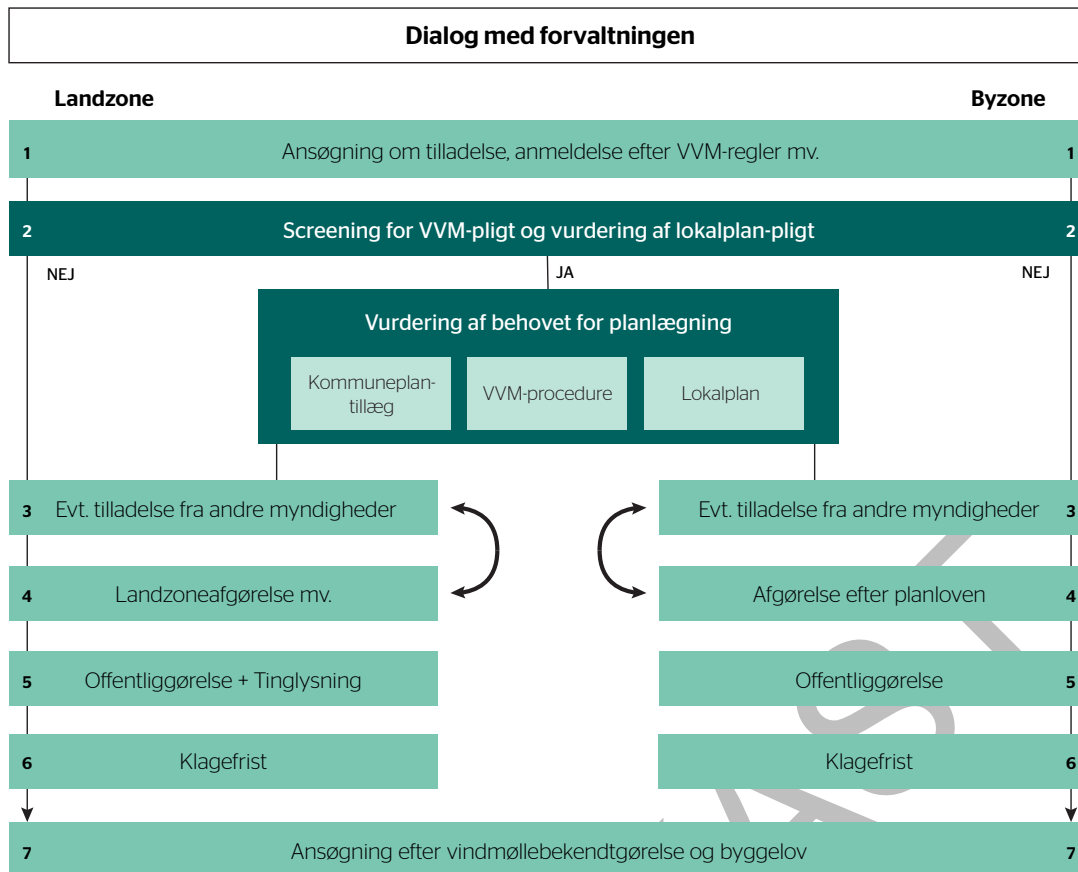 Dialog med forvaltningen
Landzone Byzone
1 Ansøgning om tilladelse, anmeldelse efter VVM-regler mv. 1
2 Screening for VVM-pligt og vurdering af lokalplan-pligt 2
NEJ JA NEJ
Vurdering af behovet for planlægning
Kommuneplan-
tillæg
VVM-procedure
Lokalplan
3 Evt. tilladelse fra andre myndigheder
Evt. tilladelse fra andre myndigheder 3
4 Landzoneafgørelse mv.
Afgørelse efter planloven 4
5 Offentliggørelse + Tinglysning
Offentliggørelse 5
6 Klagefrist
Klagefrist 6
7 Ansøgning efter vindmøllebekendtgørelse og byggelov 7